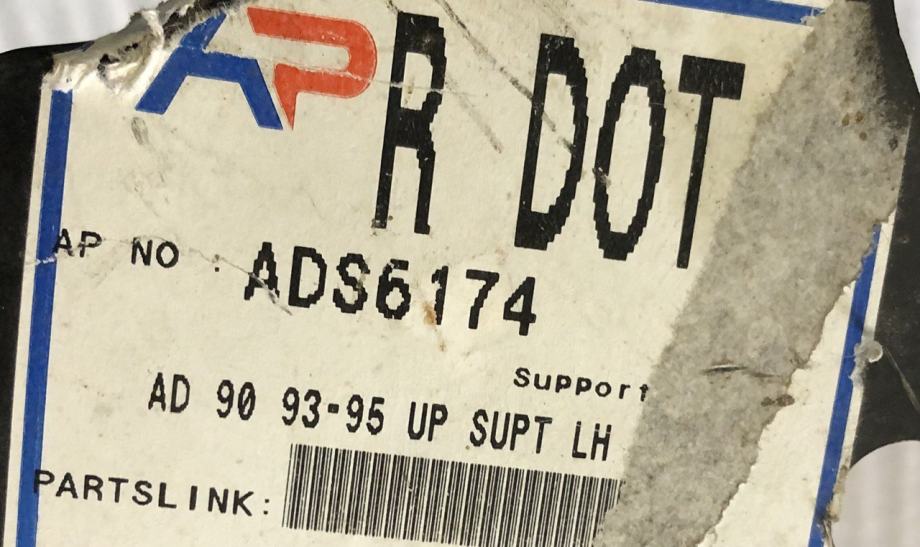 AP R DOT
AP NO : ADS6174
Support
AD 90 93-95 UP SUPT LH
PARTSLINK: